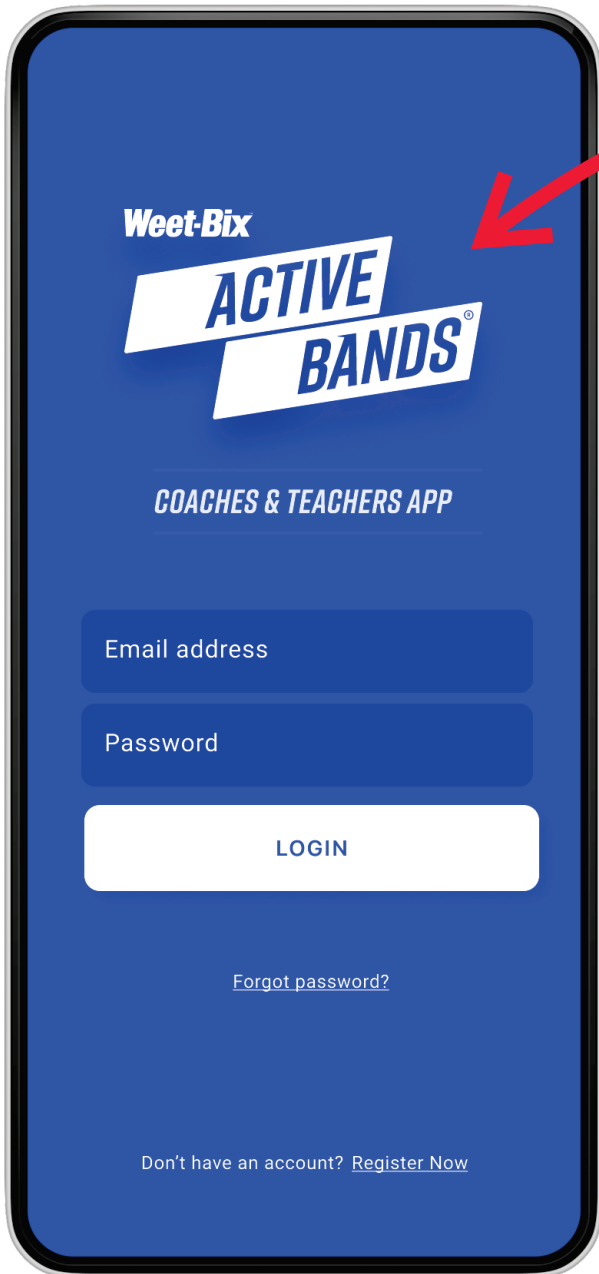 Weet-Bix
ACTIVE
BANDS®
COACHES & TEACHERS APP
Email address
Password
LOGIN
Forgot password?
Don’t have an account? Register Now